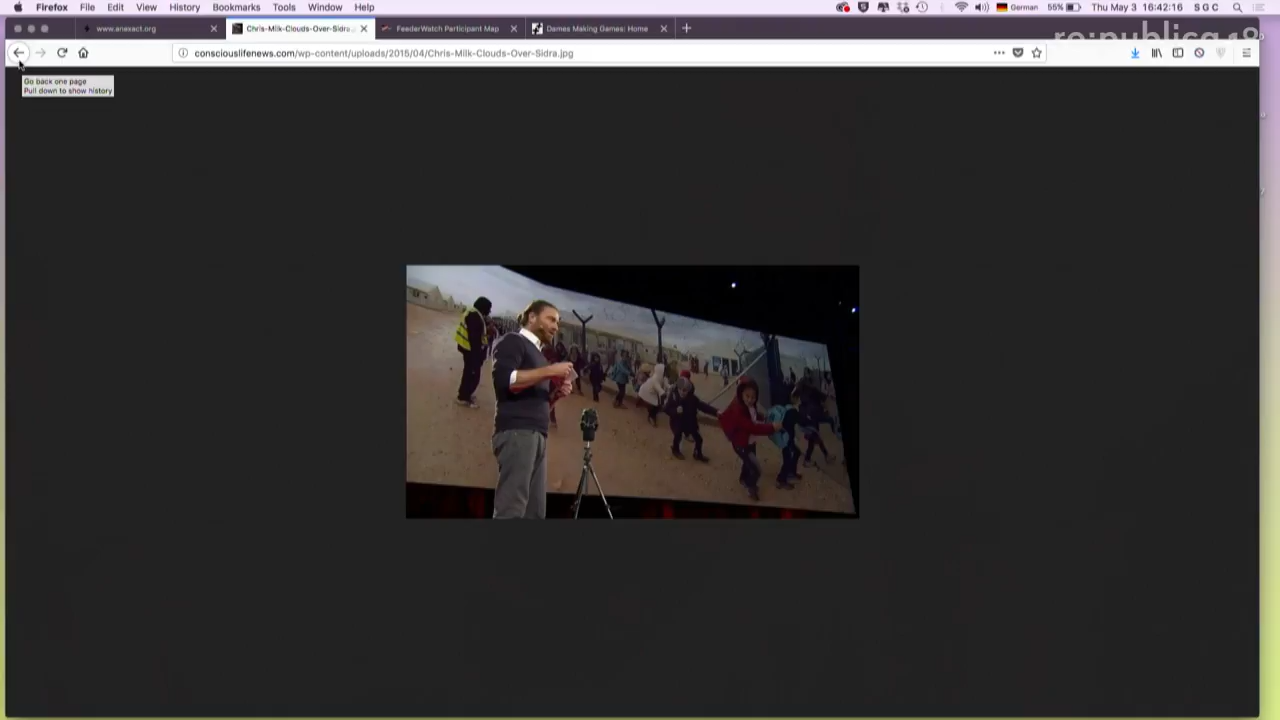 Firefox File Edit View History Bookmarks Tools Window Help German 55% Thu May 3 16:42:16 S G C
re:publica 18
www.anexact.org Chris-Milk-Clouds-Over-Sidra. FeederWatch Participant Map Dames Making Games: Home
consciouslifenews.com/wp-content/uploads/2015/04/Chris-Milk-Clouds-Over-Sidra.jpg
Go back one page
Pull down to show history